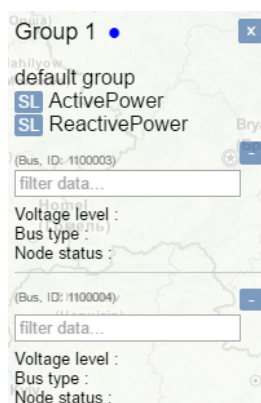 Group 1
x
default group
SL ActivePower
SL ReactivePower
(Bus, ID: 1100003)
-
filter data...
Voltage level :
Bus type :
Node status :
(Bus, ID: 1100004)
-
filter data...
Voltage level :
Bus type :
Node status :